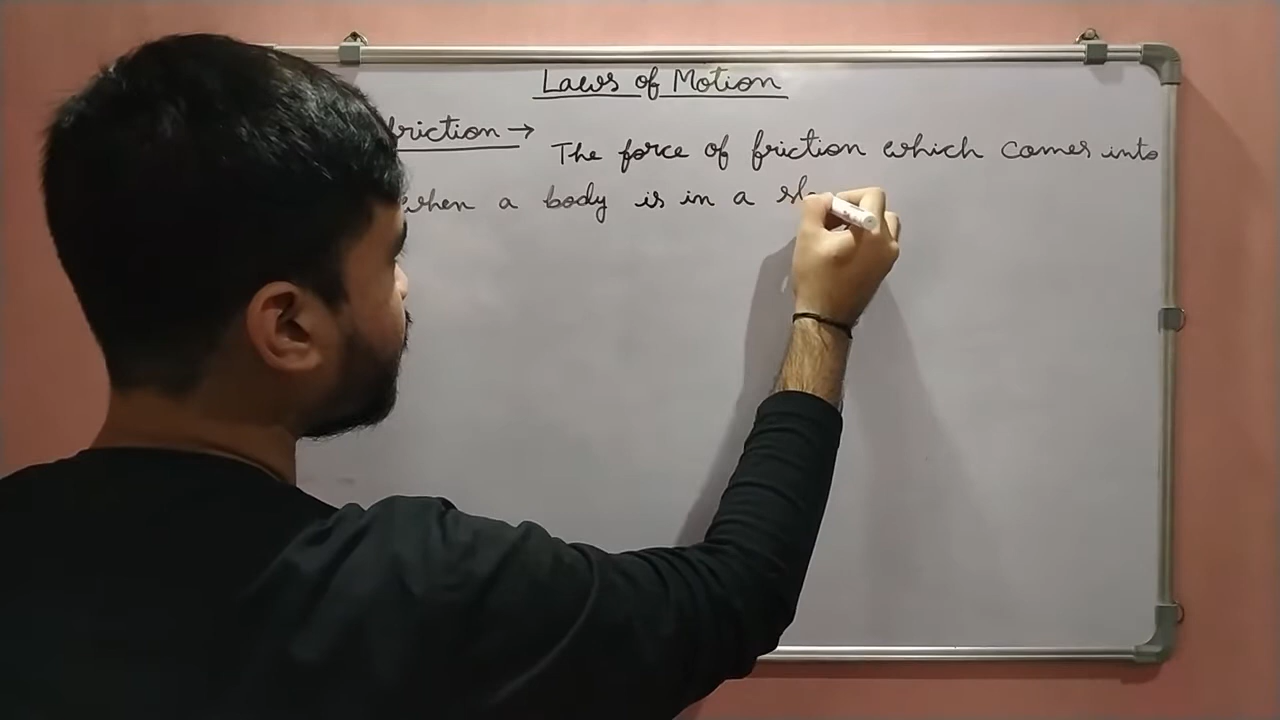 Laws of Motion
friction →
The force of friction which comes into
when a body is in a